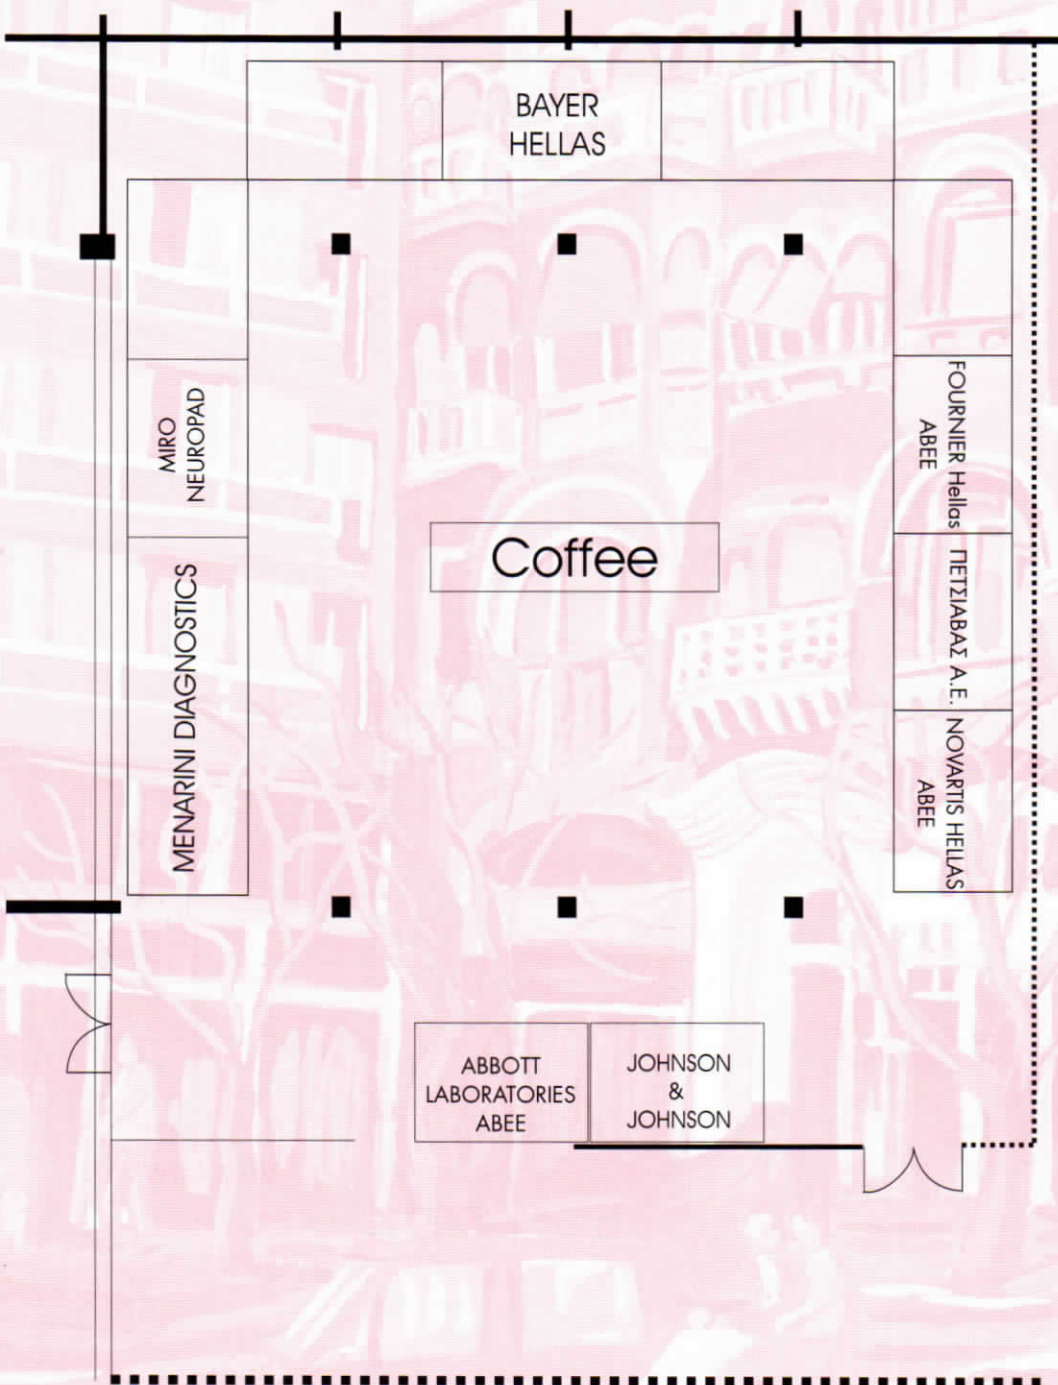 BAYER
HELLAS
MIRO
NEUROPAD
MENARINI DIAGNOSTICS
Coffee
FOURNIER Hellas
ABEE
ΠΕΤΣΙΑΒΑΣ Α.Ε.
NOVARTIS HELLAS
ABEE
ABBOTT
LABORATORIES
ABEE
JOHNSON
&
JOHNSON